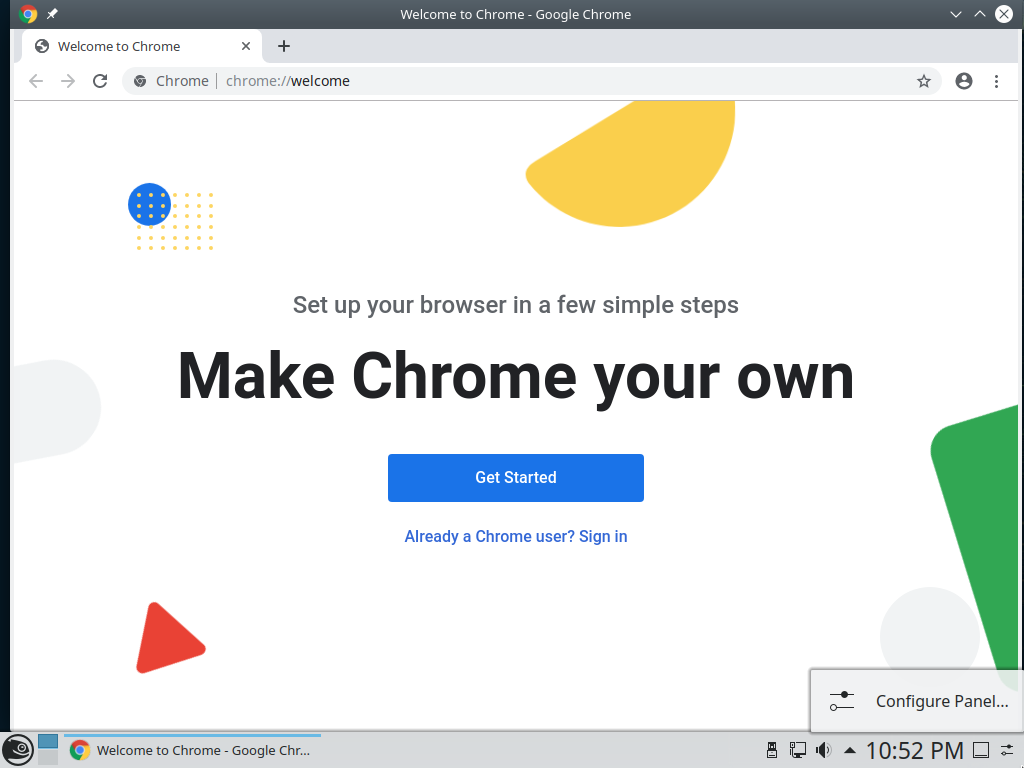 Welcome to Chrome - Google Chrome
Welcome to Chrome
Chrome
chrome://welcome
Set up your browser in a few simple steps
Make Chrome your own
Get Started
Already a Chrome user? Sign in
Configure Panel...
Welcome to Chrome - Google Chr...
10:52 PM